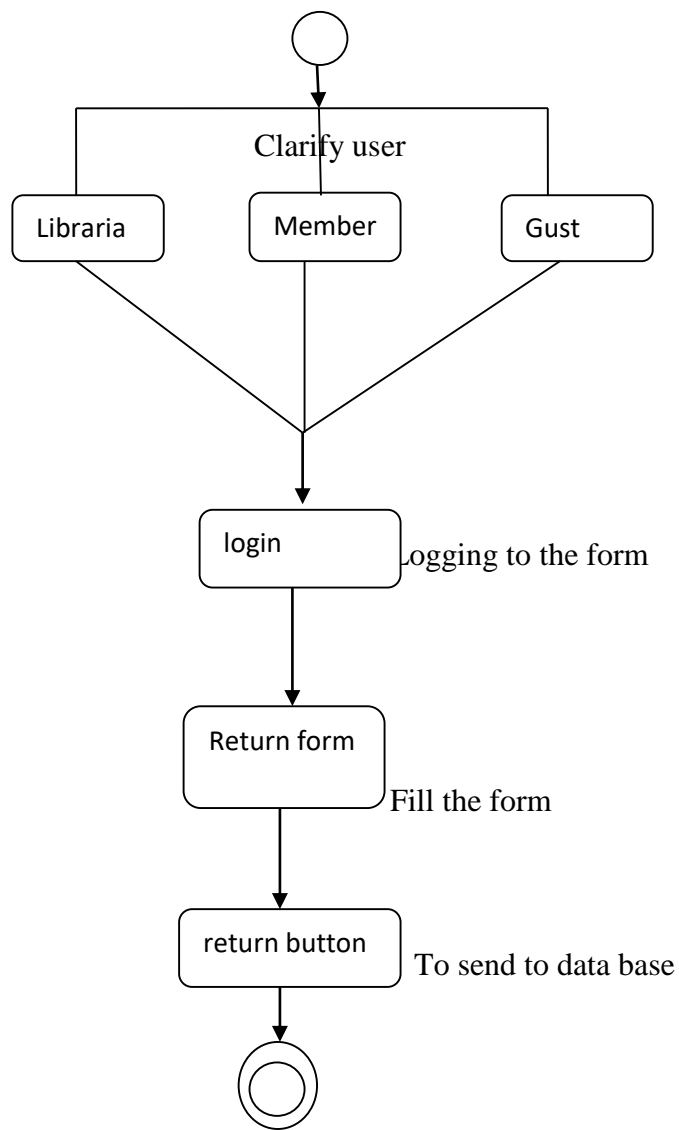 Clarify user
Libraria
Member
Gust
login
Logging to the form
Return form
Fill the form
return button
To send to data base